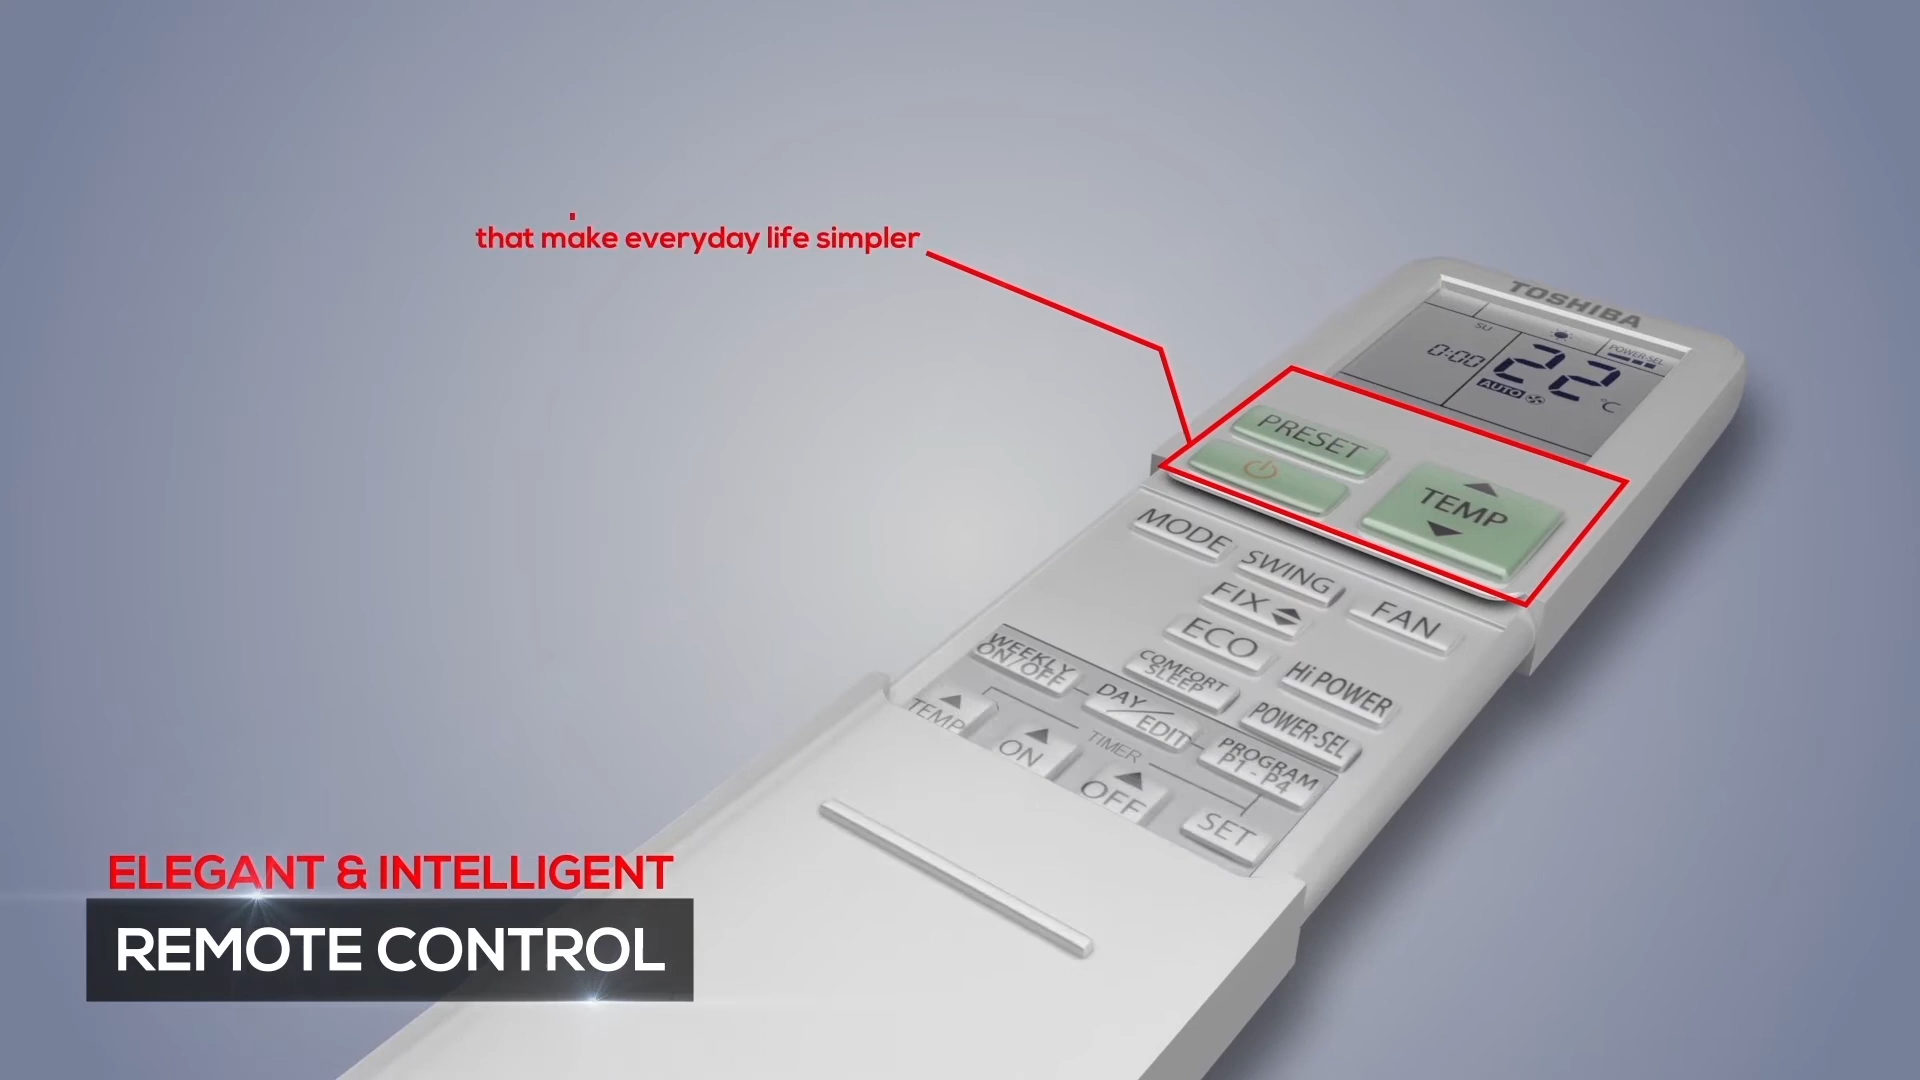 that make everyday life simpler
TOSHIBA
SU
POWER-SEL
0:00
22
°C
AUTO
PRESET
TEMP
MODE
SWING
FIX
FAN
ECO
WEEKLY
ON/OFF
COMFORT
SLEEP
Hi POWER
DAY
EDIT
POWER-SEL
TEMP
ON
TIMER
PROGRAM
P1 - P4
OFF
SET
ELEGANT & INTELLIGENT
REMOTE CONTROL